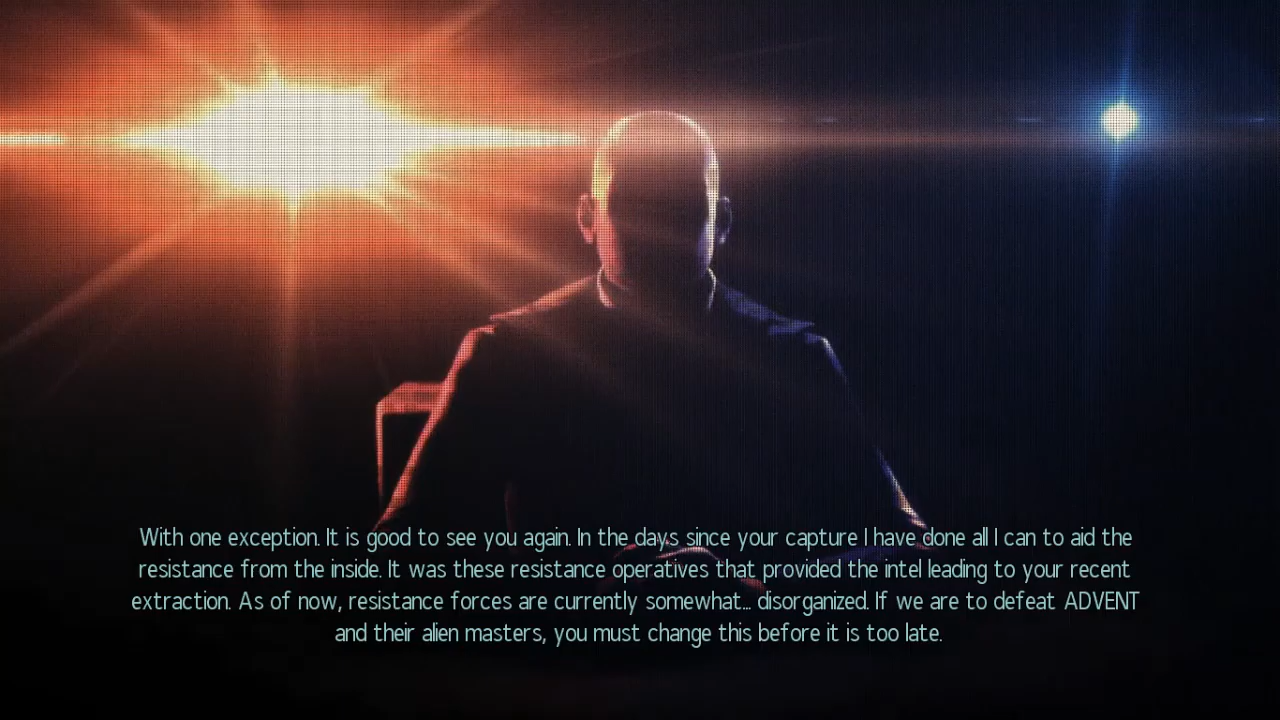 With one exception. It is good to see you again. In the days since your capture I have done all I can to aid the
resistance from the inside. It was these resistance operatives that provided the intel leading to your recent
extraction. As of now, resistance forces are currently somewhat... disorganized. If we are to defeat ADVENT
and their alien masters, you must change this before it is too late.